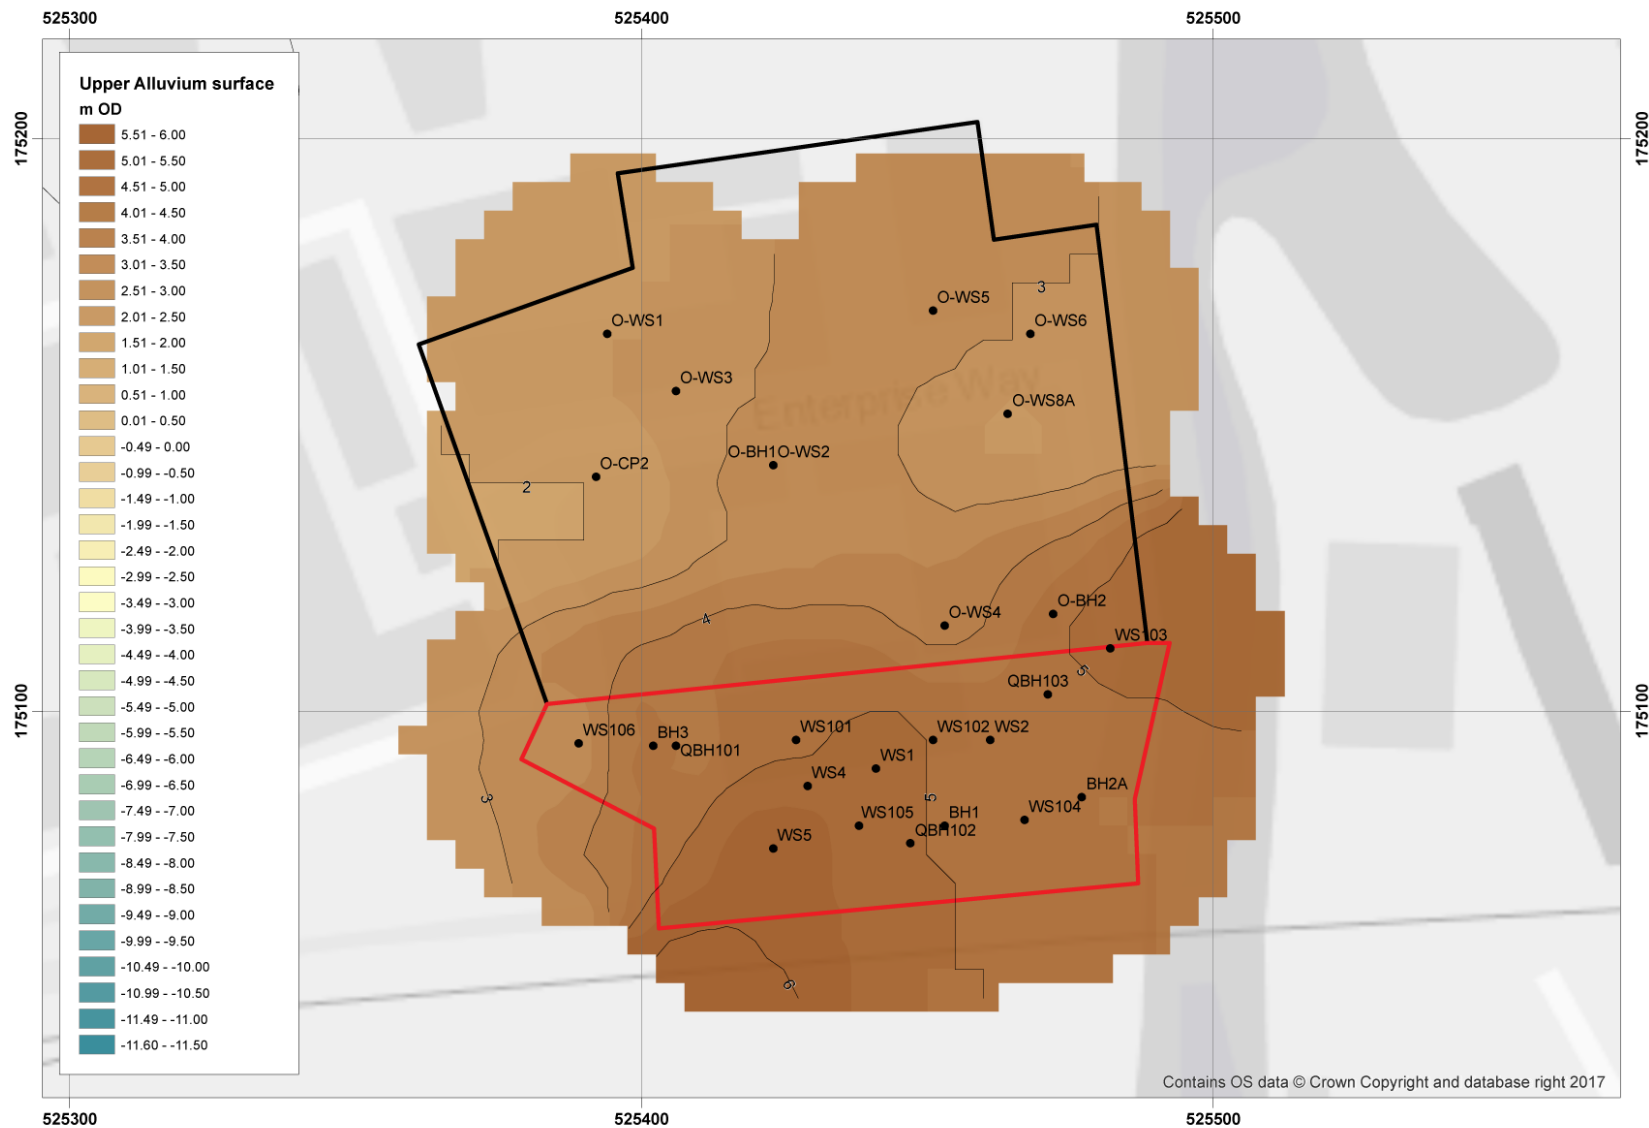 525300
525400
525500
175200
175200
Upper Alluvium surface
m OD
5.51 - 6.00
5.01 - 5.50
4.51 - 5.00
4.01 - 4.50
3.51 - 4.00
3.01 - 3.50
2.51 - 3.00
2.01 - 2.50
1.51 - 2.00
1.01 - 1.50
0.51 - 1.00
0.01 - 0.50
-0.49 - 0.00
-0.99 - -0.50
-1.49 - -1.00
-1.99 - -1.50
-2.49 - -2.00
-2.99 - -2.50
-3.49 - -3.00
-3.99 - -3.50
-4.49 - -4.00
-4.99 - -4.50
-5.49 - -5.00
-5.99 - -5.50
-6.49 - -6.00
-6.99 - -6.50
-7.49 - -7.00
-7.99 - -7.50
-8.49 - -8.00
-8.99 - -8.50
-9.49 - -9.00
-9.99 - -9.50
-10.49 - -10.00
-10.99 - -10.50
-11.49 - -11.00
-11.60 - -11.50
3
O-WS5
O-WS1
O-WS6
O-WS3
Enterprise Way
O-WS8A
O-BH1O-WS2
O-CP2
2
4
O-WS4
O-BH2
WS103
5
QBH103
175100
175100
WS106
BH3
QBH101
WS101
WS102
WS2
WS1
WS4
BH2A
3
5
WS105
BH1
WS104
QBH102
WS5
6
Contains OS data © Crown Copyright and database right 2017
525300
525400
525500